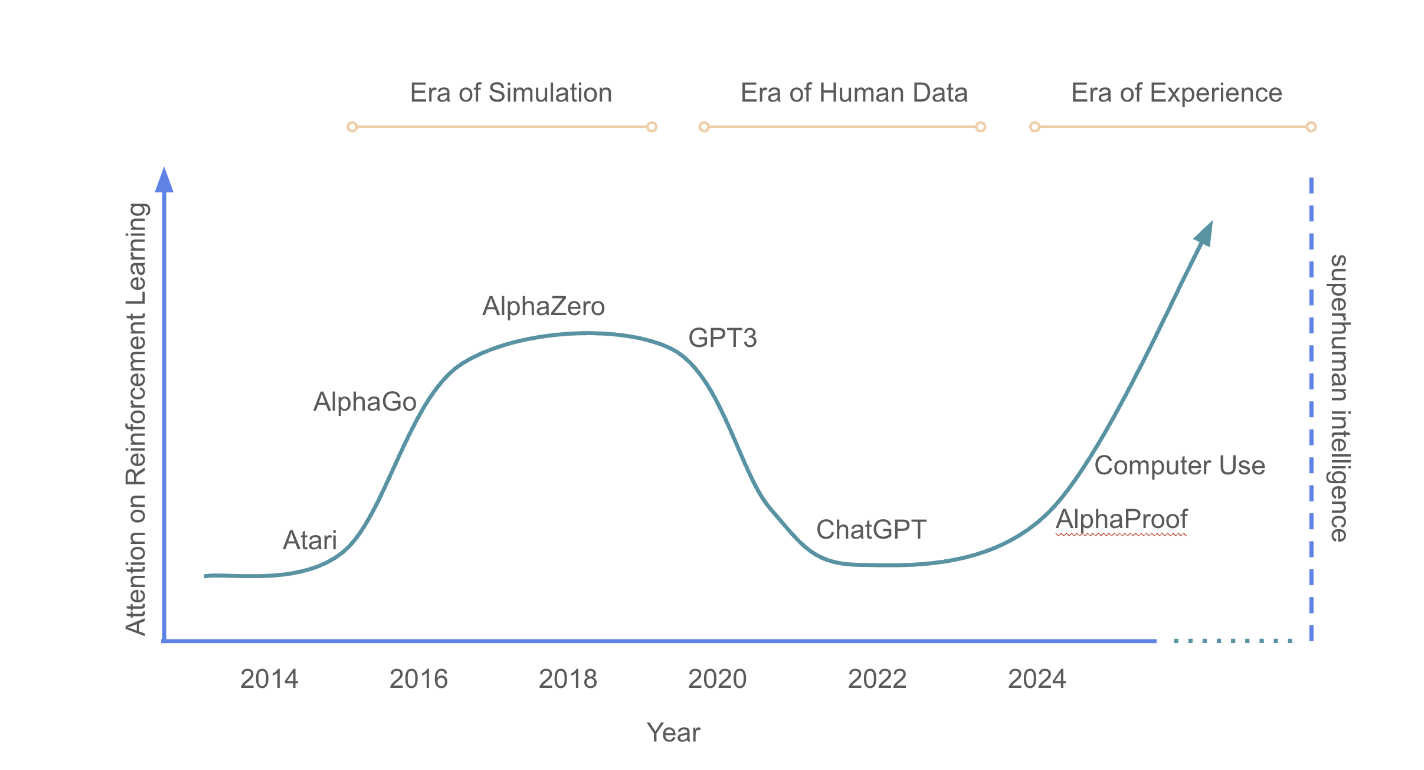 Era of Simulation
Era of Human Data
Era of Experience
Attention on Reinforcement Learning
AlphaZero
GPT3
AlphaGo
Computer Use
Atari
ChatGPT
AlphaProof
superhuman intelligence
2014
2016
2018
2020
2022
2024
Year